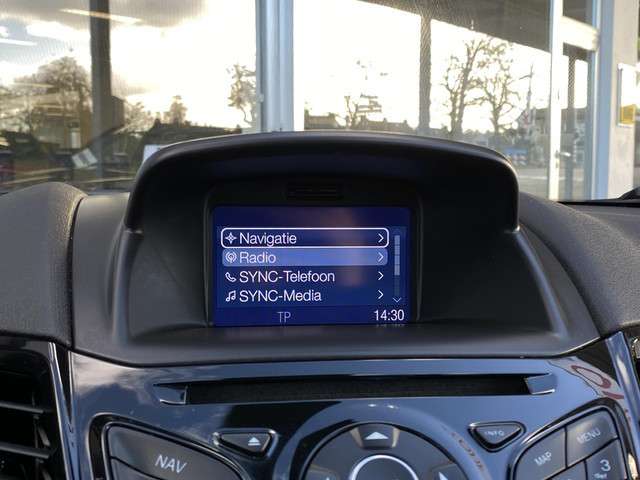 Navigatie
Radio
SYNC-Telefoon
SYNC-Media
TP 14:30
INFO
NAV
MAP
MENU
3